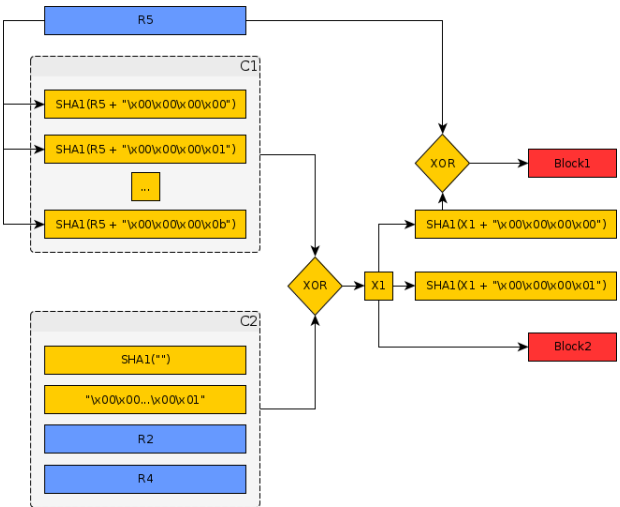 R5
C1
SHA1(R5 + "\x00\x00\x00\x00")
SHA1(R5 + "\x00\x00\x00\x01")
...
SHA1(R5 + "\x00\x00\x00\x0b")
XOR
Block1
SHA1(X1 + "\x00\x00\x00\x00")
XOR
X1
SHA1(X1 + "\x00\x00\x00\x01")
Block2
C2
SHA1("")
"\x00\x00...\x00\x01"
R2
R4